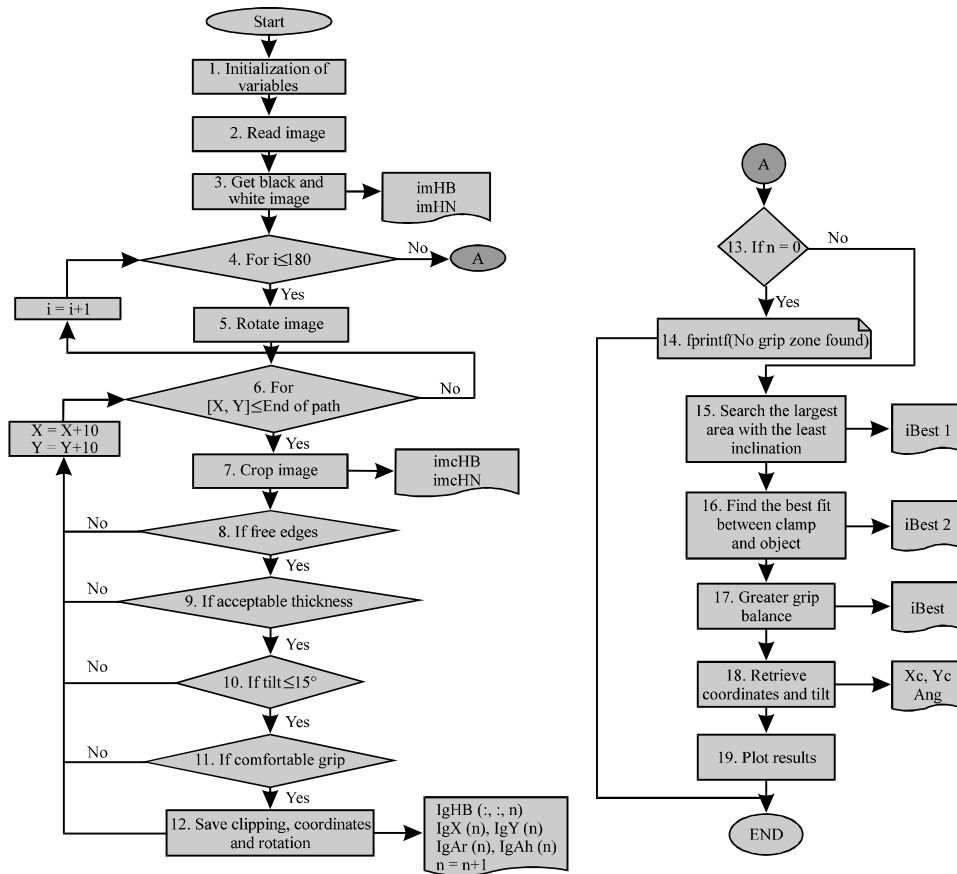 Start
1. Initialization of
variables
2. Read image
3. Get black and
white image
imHB
imHN
4. For i≤180
No
A
Yes
i = i+1
5. Rotate image
6. For
[X, Y]≤End of path
No
X = X+10
Y = Y+10
Yes
7. Crop image
imcHB
imcHN
No
8. If free edges
Yes
No
9. If acceptable thickness
Yes
No
10. If tilt≤15°
Yes
No
11. If comfortable grip
Yes
12. Save clipping, coordinates
and rotation
IgHB (:, :, n)
IgX (n), IgY (n)
IgAr (n), IgAh (n)
n = n+1
A
13. If n = 0
No
Yes
14. fprintf(No grip zone found)
15. Search the largest
area with the least
inclination
iBest 1
16. Find the best fit
between clamp
and object
iBest 2
17. Greater grip
balance
iBest
18. Retrieve
coordinates and tilt
Xc, Yc
Ang
19. Plot results
END